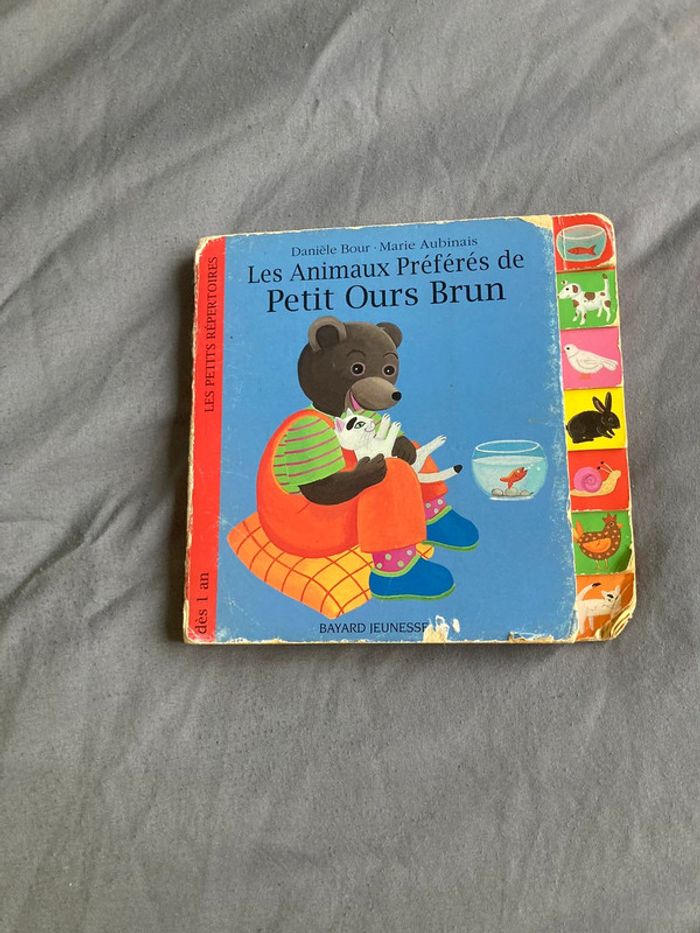 Danièle Bour · Marie Aubinais
Les Animaux Préférés de
Petit Ours Brun
LES PETITS RÉPERTOIRES
dès 1 an
BAYARD JEUNESSE